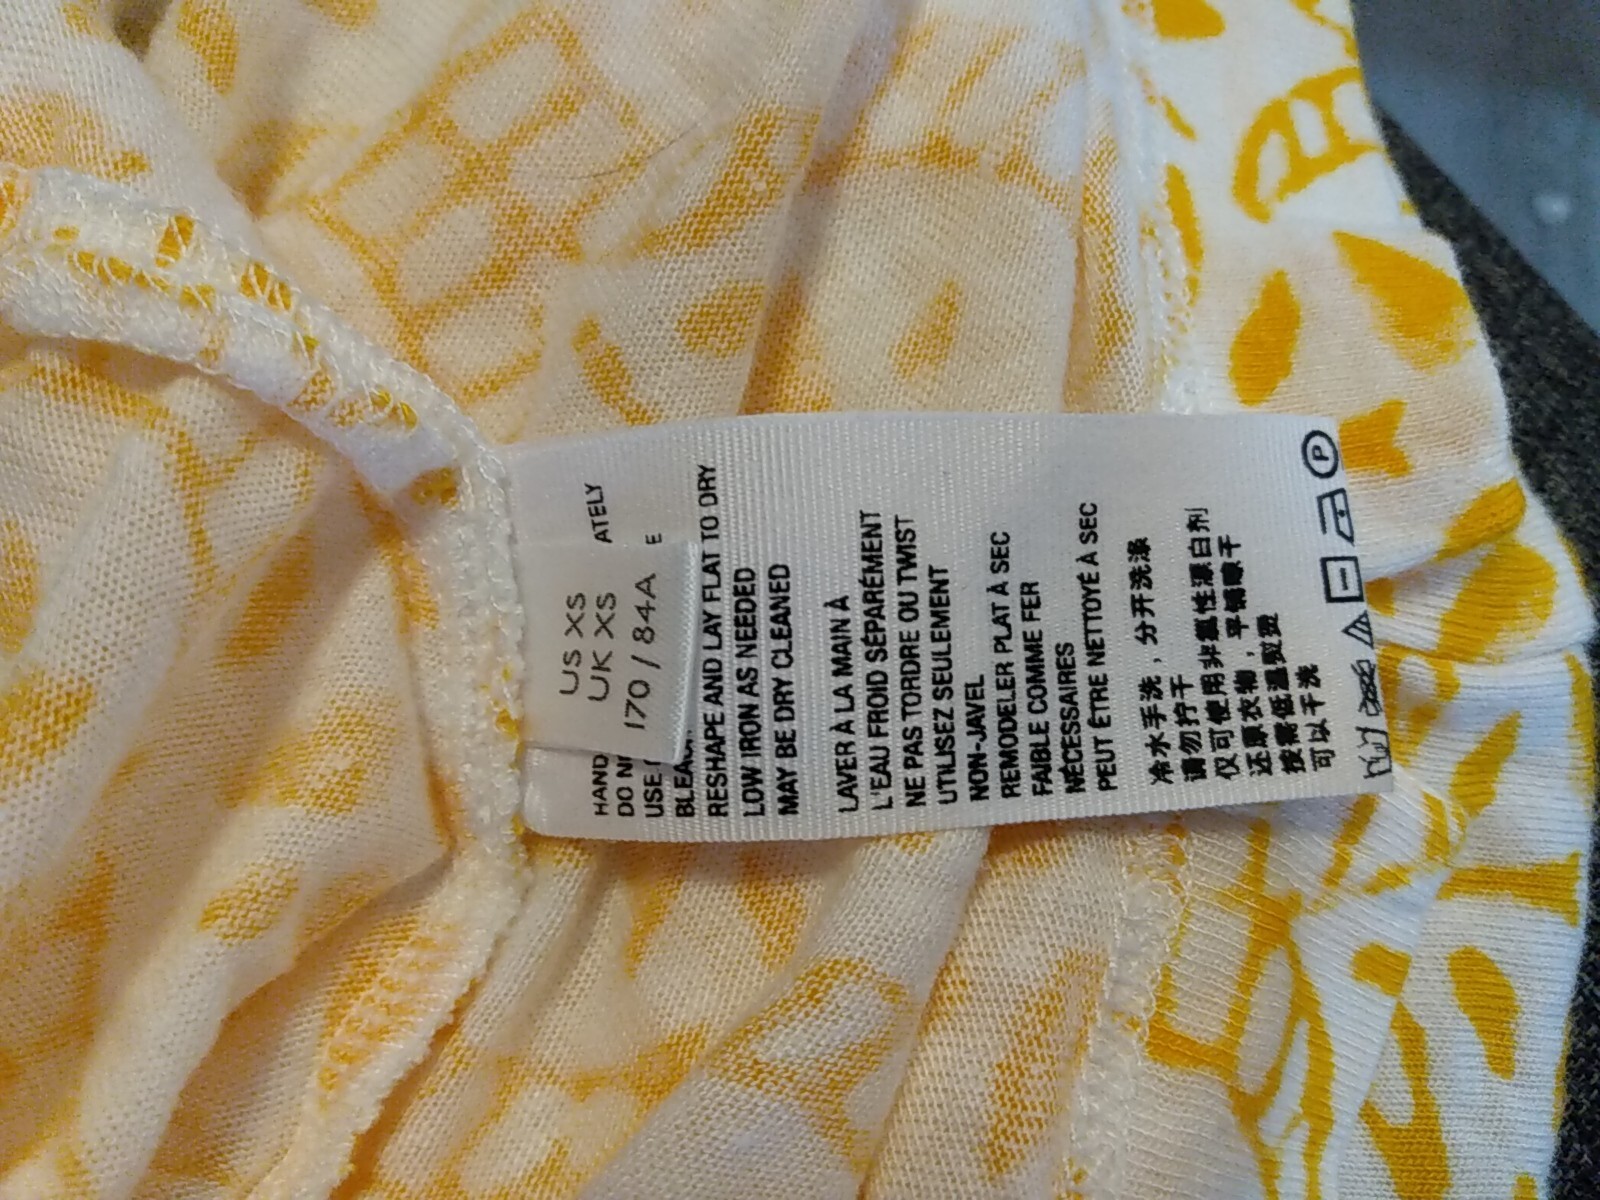 US XS
UK XS
170 / 84A
HAND ATELY
DO N E
USE
RESHAPE AND LAY FLAT TO DRY
LOW IRON AS NEEDED
MAY BE DRY CLEANED
LAVER À LA MAIN À
L'EAU FROID SÉPARÉMENT
NE PAS TORDRE OU TWIST
UTILISEZ SEULEMENT
NON-JAVEL
REMODELER PLAT À SEC
FAIBLE COMME FER
NÉCESSAIRES
PEUT ÊTRE NETTOYÉ À SEC
冷水手洗，分开洗涤
请勿拧干
仅可使用非氯性漂白剂
还原衣物，平铺晾干
按需低温熨烫
可以干洗
P